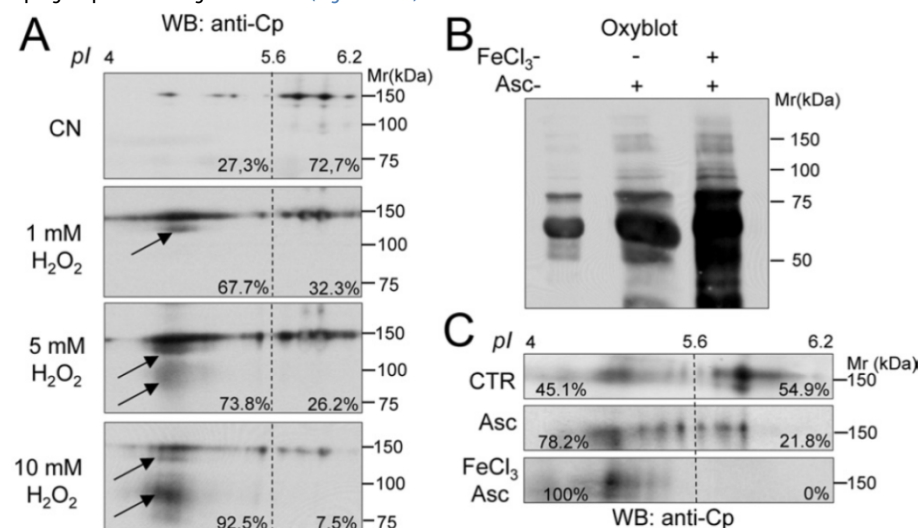 A
WB: anti-Cp
pI 4 5.6 6.2
Mr(kDa)
CN
150
100
75
27,3% 72,7%
1 mM
H2O2
150
100
75
67.7% 32.3%
5 mM
H2O2
150
100
75
73.8% 26.2%
10 mM
H2O2
150
100
75
92.5% 7.5%
B
Oxyblot
FeCl3- - +
Asc- + +
Mr(kDa)
150
100
75
50
C
pI 4 5.6 6.2
Mr (kDa)
CTR
45.1% 54.9%
150
Asc
78.2% 21.8%
150
FeCl3
Asc
100% 0%
150
WB: anti-Cp